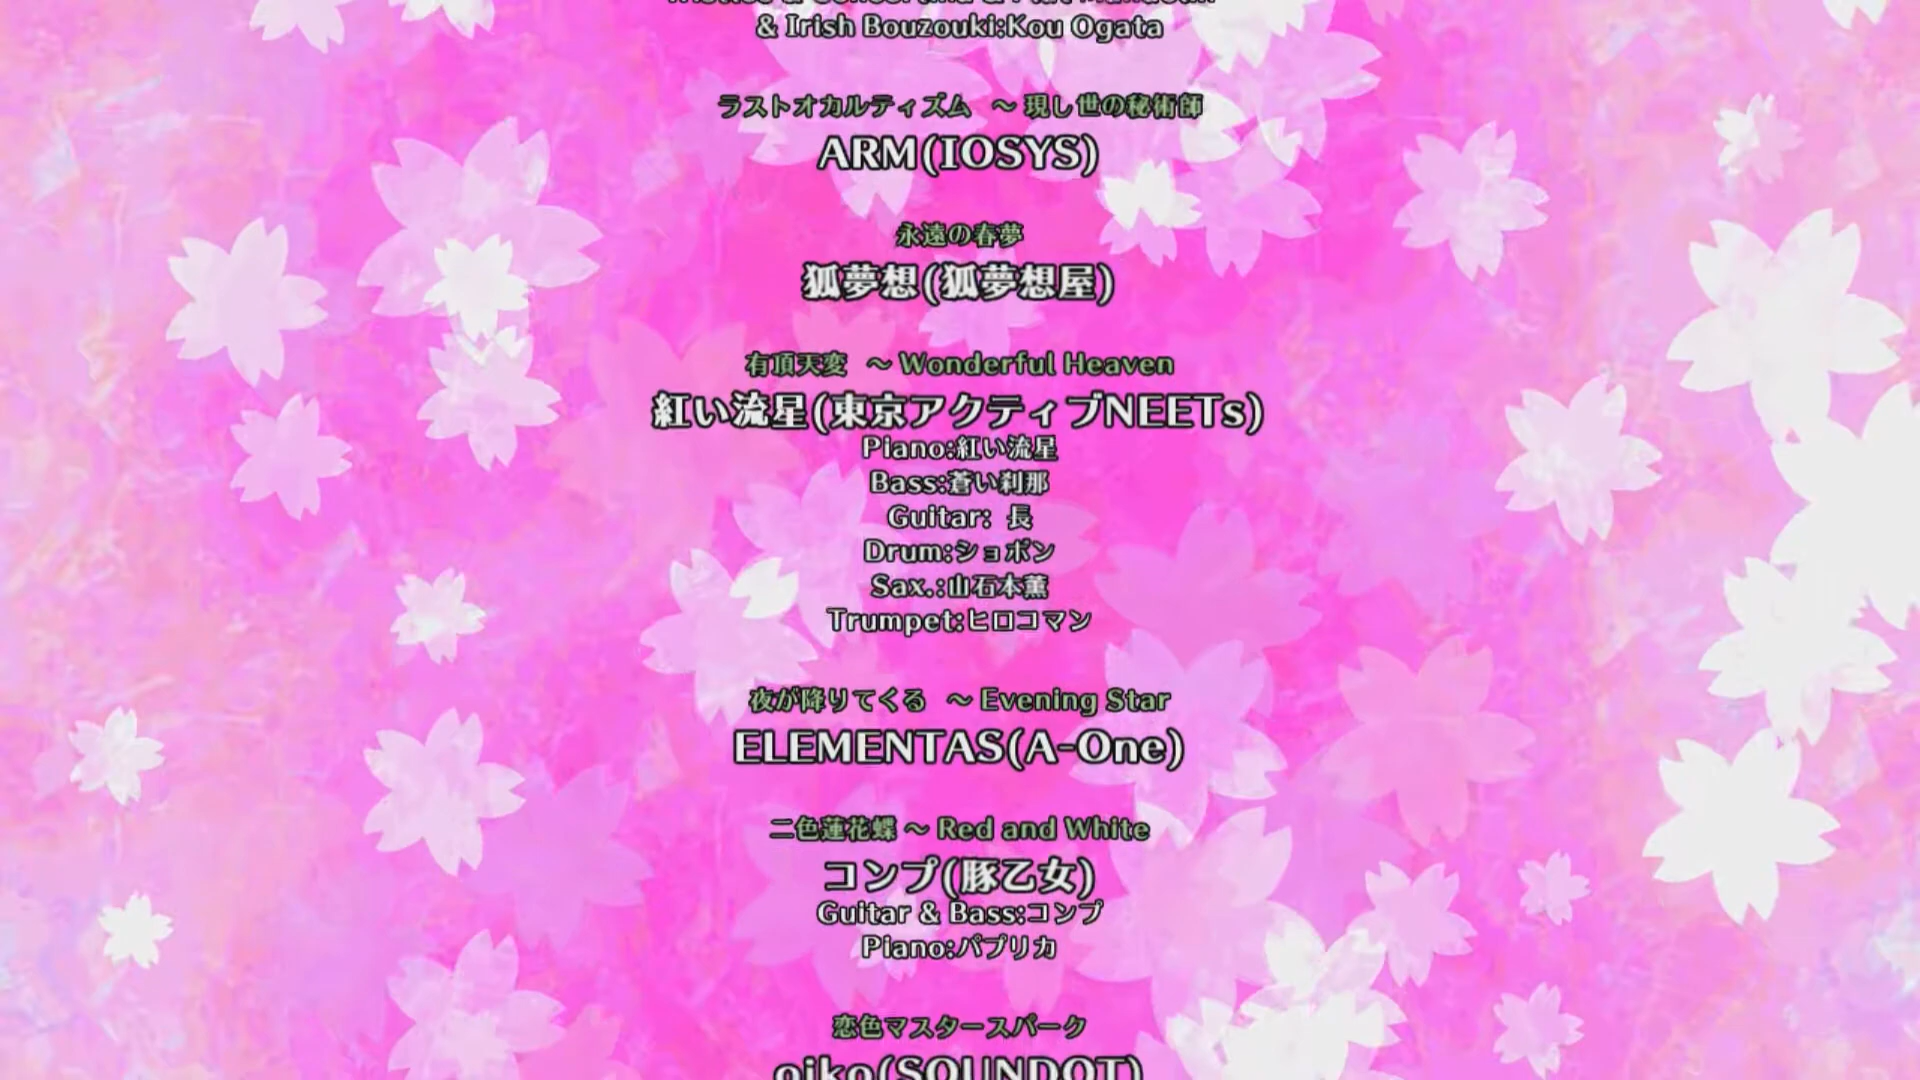 & Irish Bouzouki:Kou Ogata
ラストオカルティズム ～ 現し世の秘術師
ARM(IOSYS)
永遠の春夢
狐夢想(狐夢想屋)
有頂天変 ～ Wonderful Heaven
紅い流星(東京アクティブNEETs)
Piano:紅い流星
Bass:蒼い刹那
Guitar: 長
Drum:ショボン
Sax.:山石本薫
Trumpet:ヒロコマン
夜が降りてくる ～ Evening Star
ELEMENTAS(A-One)
二色蓮花蝶 ～ Red and White
コンプ(豚乙女)
Guitar & Bass:コンプ
Piano:パプリカ
恋色マスタースパーク
oiko(SOUNDOT)